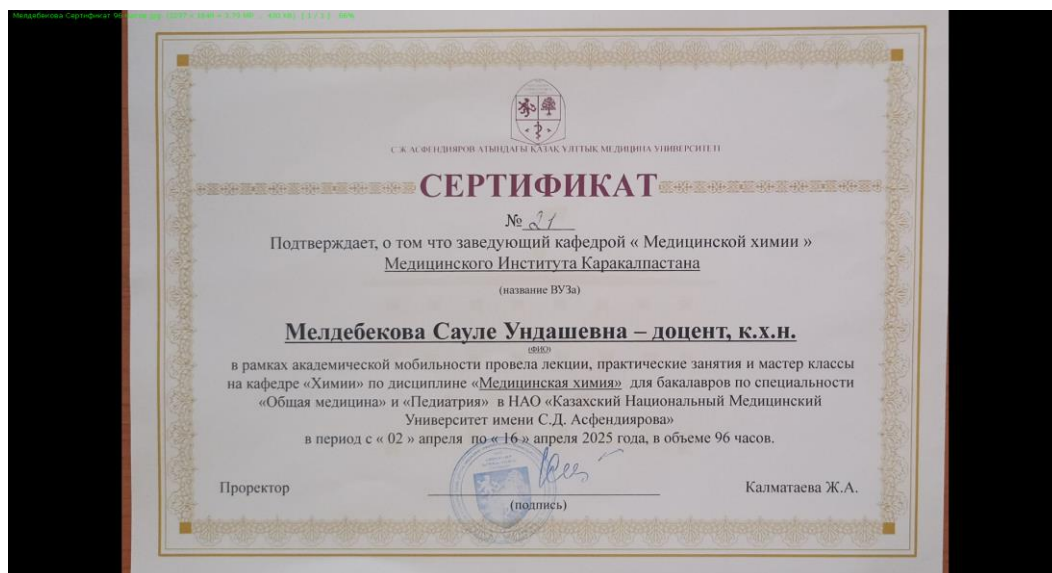 Мелдебекова Сертификат 96
С.Ж.АСФЕНДИЯРОВ АТЫНДАҒЫ ҚАЗАҚ ҰЛТТЫҚ МЕДИЦИНА УНИВЕРСИТЕТІ
СЕРТИФИКАТ
№ 21
Подтверждает, о том что заведующий кафедрой « Медицинской химии »
Медицинского Института Каракалпастана
(название ВУЗа)
Мелдебекова Сауле Ундашевна – доцент, к.х.н.
(ФИО)
в рамках академической мобильности провела лекции, практические занятия и мастер классы
на кафедре «Химии» по дисциплине «Медицинская химия» для бакалавров по специальности
«Общая медицина» и «Педиатрия» в НАО «Казахский Национальный Медицинский
Университет имени С.Д. Асфендиярова»
в период с « 02 » апреля по « 16 » апреля 2025 года, в объеме 96 часов.
Проректор
Калматаева Ж.А.
(подпись)